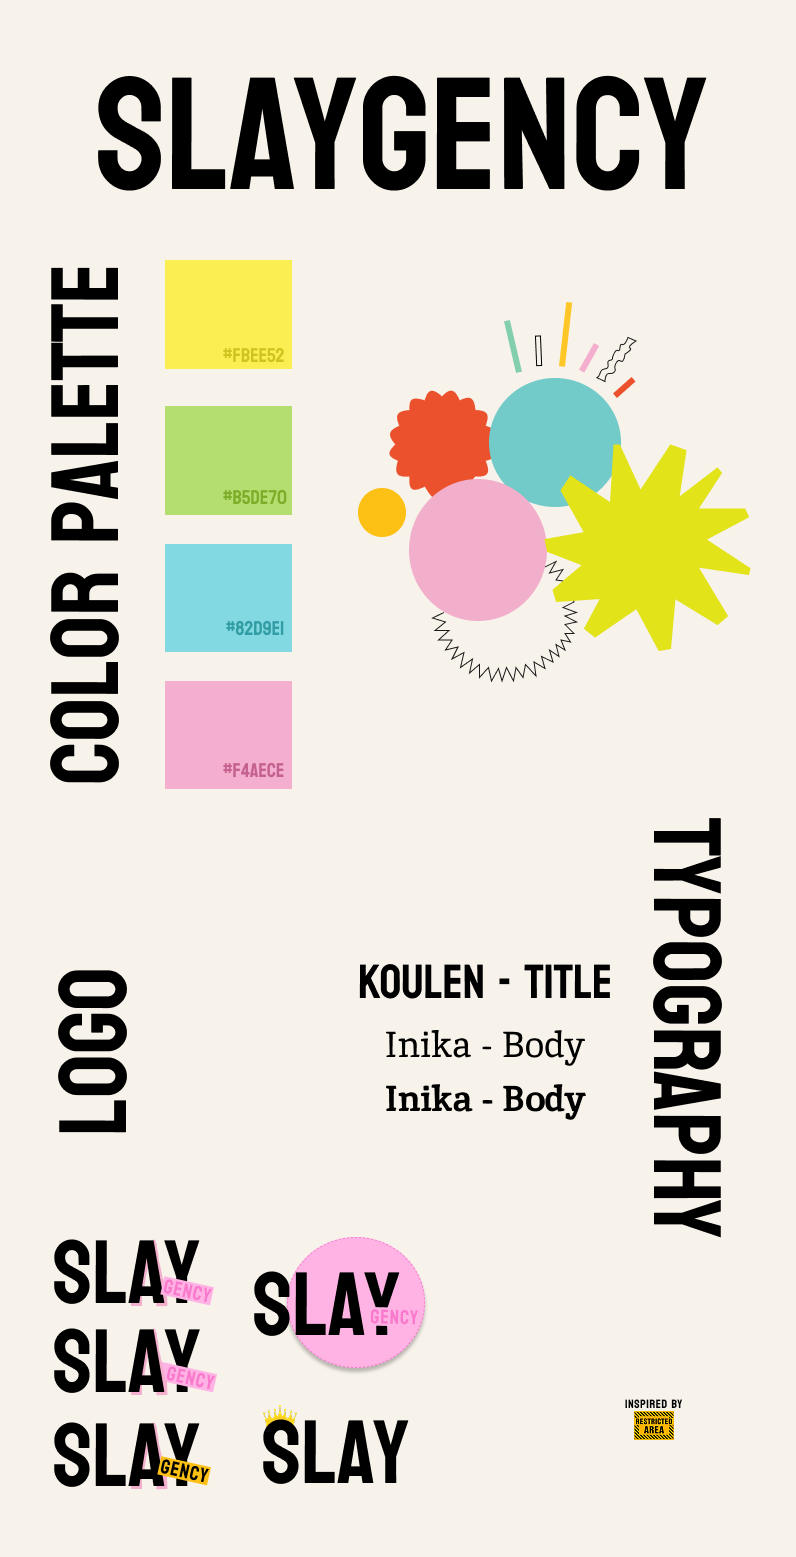 SLAYGENCY
COLOR PALETTE
#FBEE52
#B5DE70
#82D9E1
#F4AECE
TYPOGRAPHY
KOULEN - TITLE
Inika - Body
Inika - Body
LOGO
SLAY
GENCY
SLAY
GENCY
SLAY
GENCY
SLAY
GENCY
SLAY
INSPIRED BY
RESTRICTED
AREA